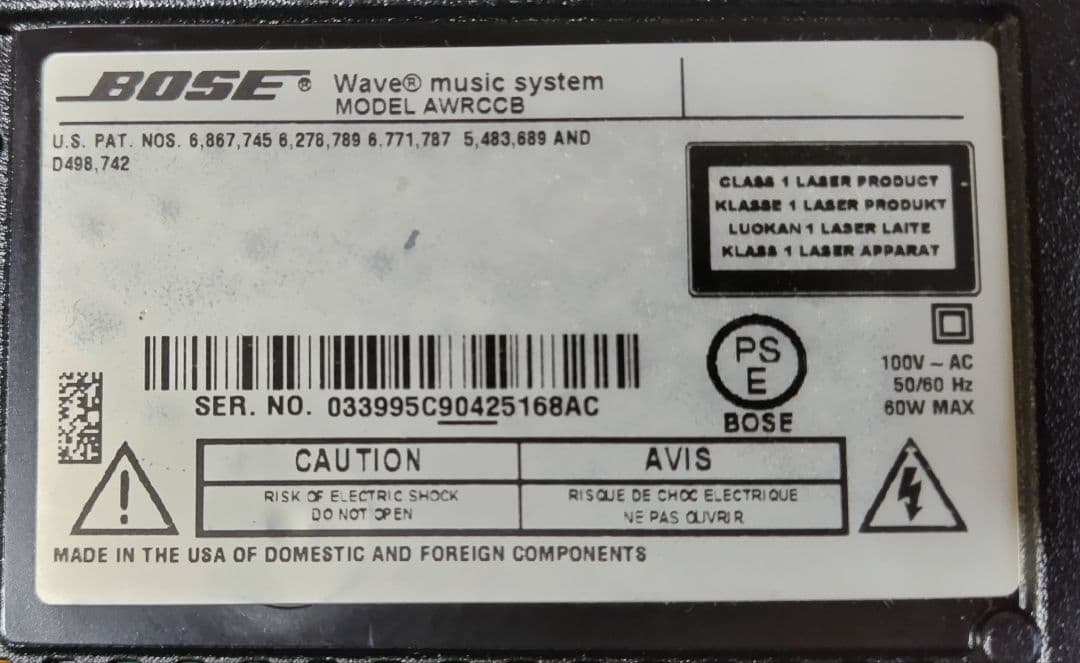 BOSE® Wave® music system
MODEL AWRCCB
U.S. PAT. NOS. 6,867,745 6,278,789 6,771,787 5,483,689 AND
D498,742
CLASS 1 LASER PRODUCT
KLASSE 1 LASER PRODUKT
LUOKAN 1 LASER LAITE
KLASS 1 LASER APPARAT
SER. NO. 033995C90425168AC
PS
E
BOSE
100V ~ AC
50/60 Hz
60W MAX
CAUTION
RISK OF ELECTRIC SHOCK
DO NOT OPEN
AVIS
RISQUE DE CHOC ELECTRIQUE
NE PAS OUVRIR
MADE IN THE USA OF DOMESTIC AND FOREIGN COMPONENTS